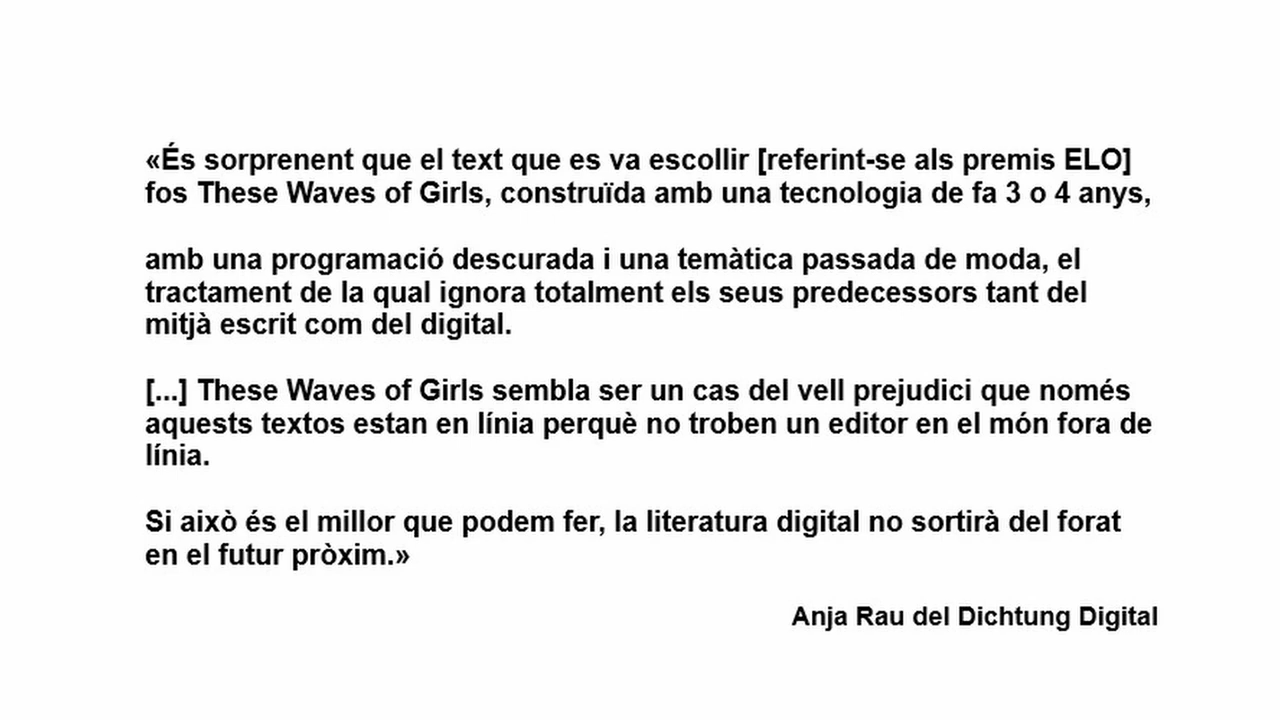 «És sorprenent que el text que es va escollir [referint-se als premis ELO]
fos These Waves of Girls, construïda amb una tecnologia de fa 3 o 4 anys,
amb una programació descurada i una temàtica passada de moda, el
tractament de la qual ignora totalment els seus predecessors tant del
mitjà escrit com del digital.
[...] These Waves of Girls sembla ser un cas del vell prejudici que només
aquests textos estan en línia perquè no troben un editor en el món fora de
línia.
Si això és el millor que podem fer, la literatura digital no sortirà del forat
en el futur pròxim.»
Anja Rau del Dichtung Digital